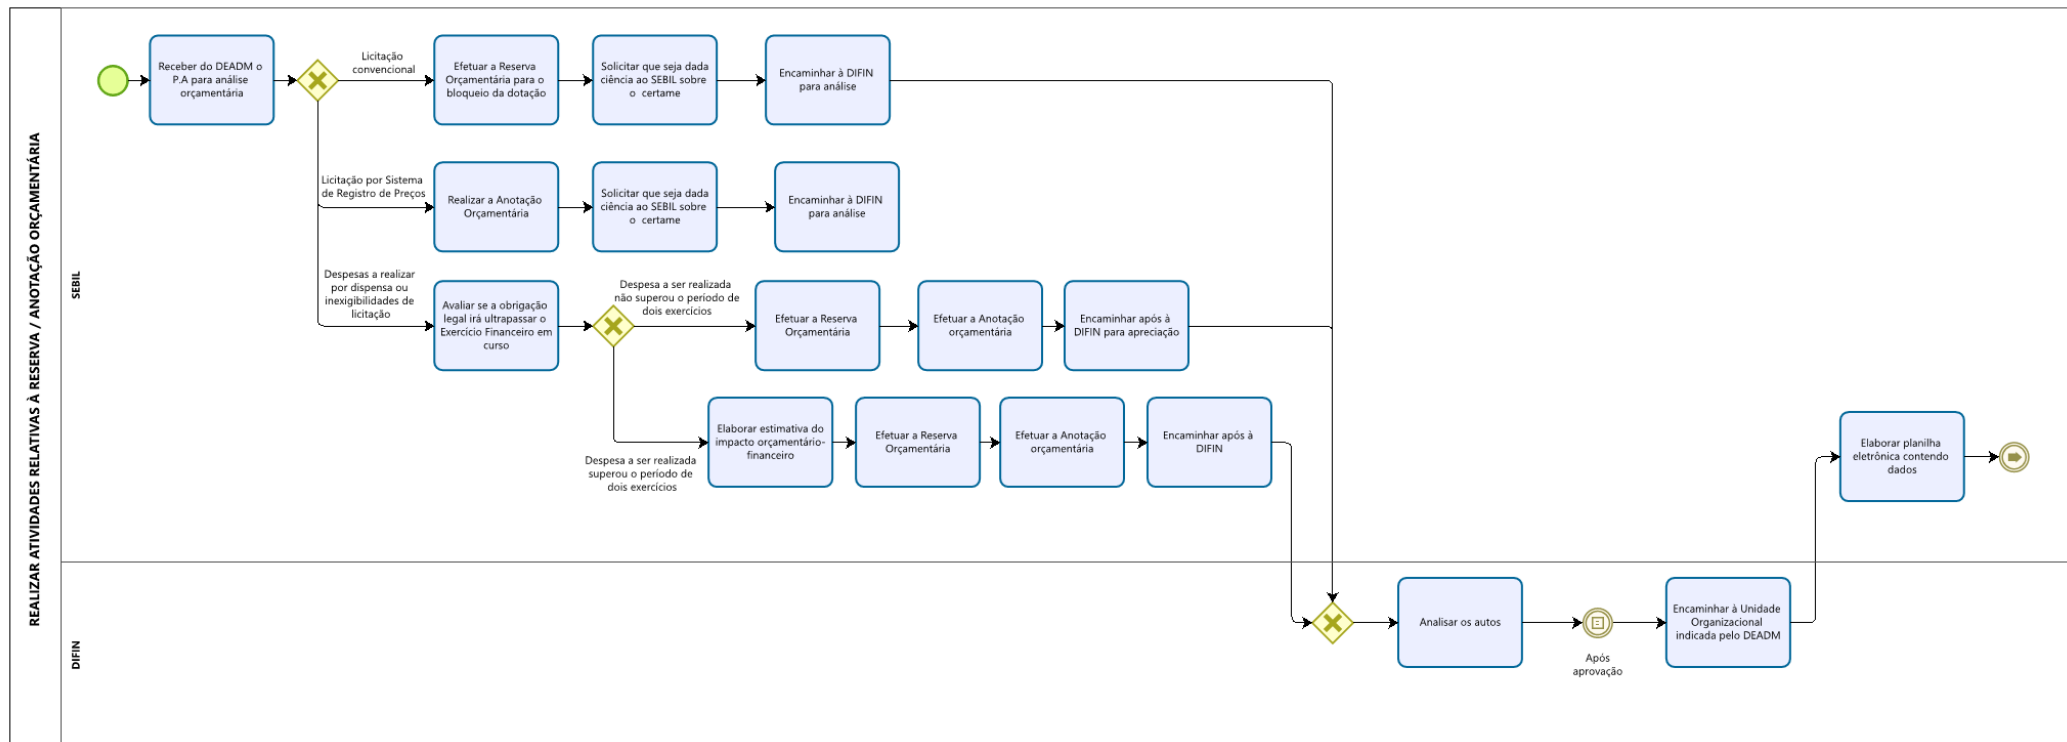 REALIZAR ATIVIDADES RELATIVAS À RESERVA / ANOTAÇÃO ORÇAMENTÁRIA
SEBIL
Receber do DEADM o
P.A para análise
orçamentária
Licitação
convencional
Efetuar a Reserva
Orçamentária para o
bloqueio da dotação
Solicitar que seja dada
ciência ao SEBIL sobre
o certame
Encaminhar à DIFIN
para análise
Licitação por Sistema
de Registro de Preços
Realizar a Anotação
Orçamentária
Solicitar que seja dada
ciência ao SEBIL sobre
o certame
Encaminhar à DIFIN
para análise
Despesas a realizar
por dispensa ou
inexigibilidades de
licitação
Avaliar se a obrigação
legal irá ultrapassar o
Exercício Financeiro em
curso
Despesa a ser realizada
não superou o período de
dois exercícios
Efetuar a Reserva
Orçamentária
Efetuar a Anotação
orçamentária
Encaminhar após à
DIFIN para apreciação
Despesa a ser realizada
superou o período de
dois exercícios
Elaborar estimativa do
impacto orçamentário-
financeiro
Efetuar a Reserva
Orçamentária
Efetuar a Anotação
orçamentária
Encaminhar após à
DIFIN
Elaborar planilha
eletrônica contendo
dados
DIFIN
Analisar os autos
Após
aprovação
Encaminhar à Unidade
Organizacional
indicada pelo DEADM